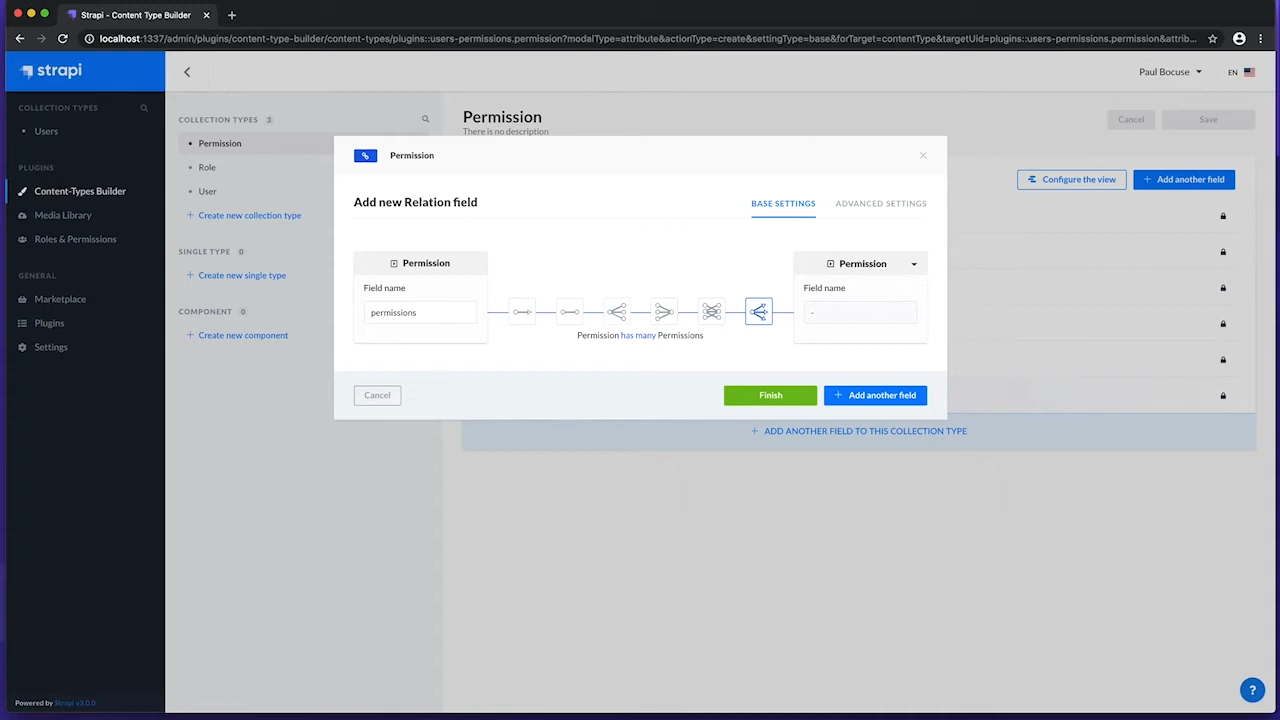 Strapi - Content Type Builder
localhost:1337/admin/plugins/content-type-builder/content-types/plugins::users-permissions.permission?modalType=attribute&actionType=create&settingType=base&forTarget=contentType&targetUid=plugins::users-permissions.permission&attrib...
strapi
Paul Bocuse
EN
COLLECTION TYPES
Users
PLUGINS
Content-Types Builder
Media Library
Roles & Permissions
GENERAL
Marketplace
Plugins
Settings
Powered by Strapi v3.0.0
COLLECTION TYPES 3
Permission
Role
User
+ Create new collection type
SINGLE TYPE 0
+ Create new single type
COMPONENT 0
+ Create new component
Permission
There is no description
Cancel
Save
Configure the view
+ Add another field
Permission
Add new Relation field
BASE SETTINGS
ADVANCED SETTINGS
Permission
Field name
permissions
Permission has many Permissions
Permission
Field name
-
Cancel
Finish
+ Add another field
+ ADD ANOTHER FIELD TO THIS COLLECTION TYPE
?